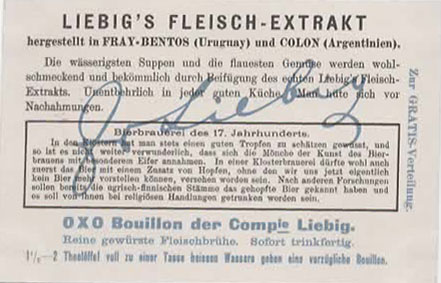 LIEBIG'S FLEISCH-EXTRAKT
hergestellt in FRAY-BENTOS (Uruguay) und COLON (Argentinien).
Die wässerigsten Suppen und die flauesten Gemüse werden wohl-
schmeckend und bekömmlich durch Beifügung des echten Liebig's Fleisch-
Extrakts. Unentbehrlich in jeder guten Küche. Man hüte sich vor
Nachahmungen.
Zur GRATIS-Verteilung.
J v Liebig
Bierbrauerei des 17. Jahrhunderts.
In den Klöstern hat man stets einen guten Tropfen zu schätzen gewusst, und
so ist es nicht weiter verwunderlich, dass sich die Mönche der Kunst des Bier-
brauens mit besonderem Eifer annahmen. In einer Klosterbrauerei dürfte wohl auch
zuerst das Bier mit einem Zusatz von Hopfen, ohne den wir uns jetzt eigentlich
kein Bier mehr vorstellen können, versehen worden sein. Nach anderen Forschungen
sollen bereits die ugrisch-finnischen Stämme das gehopfte Bier gekannt haben und
es soll von ihnen bei religiösen Handlungen getrunken worden sein.
OXO Bouillon der Compie Liebig.
Reine gewürzte Fleischbrühe. Sofort trinkfertig.
1½—2 Theelöffel voll zu einer Tasse heissen Wassers geben eine vorzügliche Bouillon.